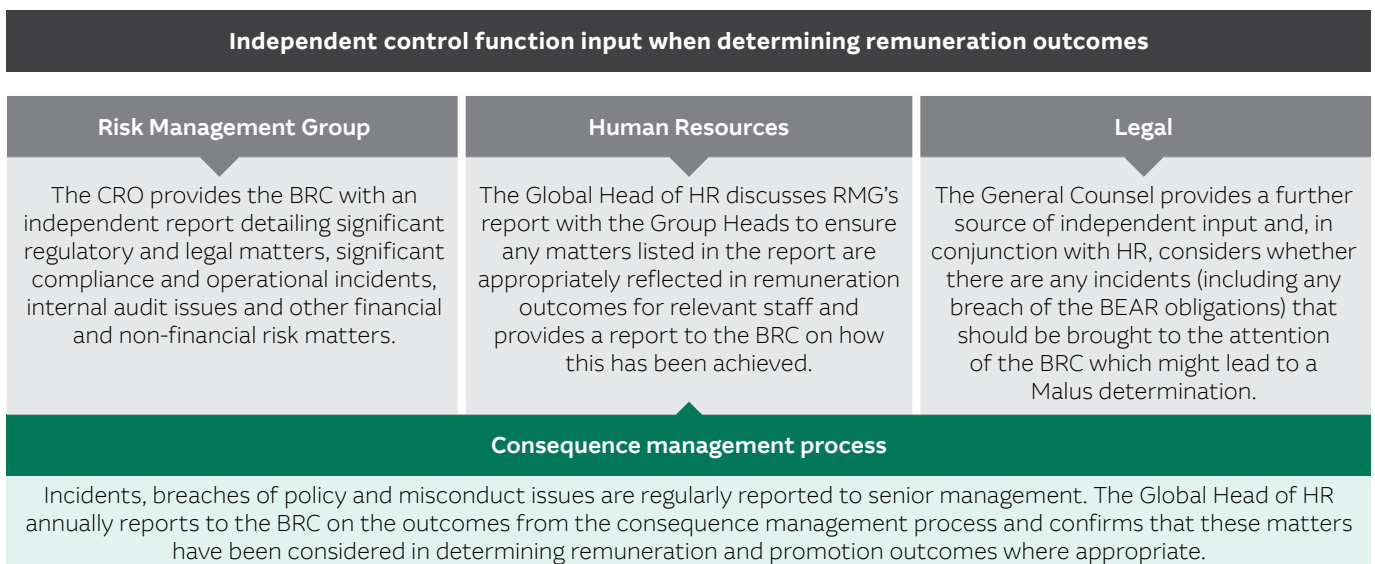 Independent control function input when determining remuneration outcomes
Risk Management Group
The CRO provides the BRC with an
independent report detailing significant
regulatory and legal matters, significant
compliance and operational incidents,
internal audit issues and other financial
and non-financial risk matters.
Human Resources
The Global Head of HR discusses RMG’s
report with the Group Heads to ensure
any matters listed in the report are
appropriately reflected in remuneration
outcomes for relevant staff and
provides a report to the BRC on how
this has been achieved.
Legal
The General Counsel provides a further
source of independent input and, in
conjunction with HR, considers whether
there are any incidents (including any
breach of the BEAR obligations) that
should be brought to the attention
of the BRC which might lead to a
Malus determination.
Consequence management process
Incidents, breaches of policy and misconduct issues are regularly reported to senior management. The Global Head of HR
annually reports to the BRC on the outcomes from the consequence management process and confirms that these matters
have been considered in determining remuneration and promotion outcomes where appropriate.